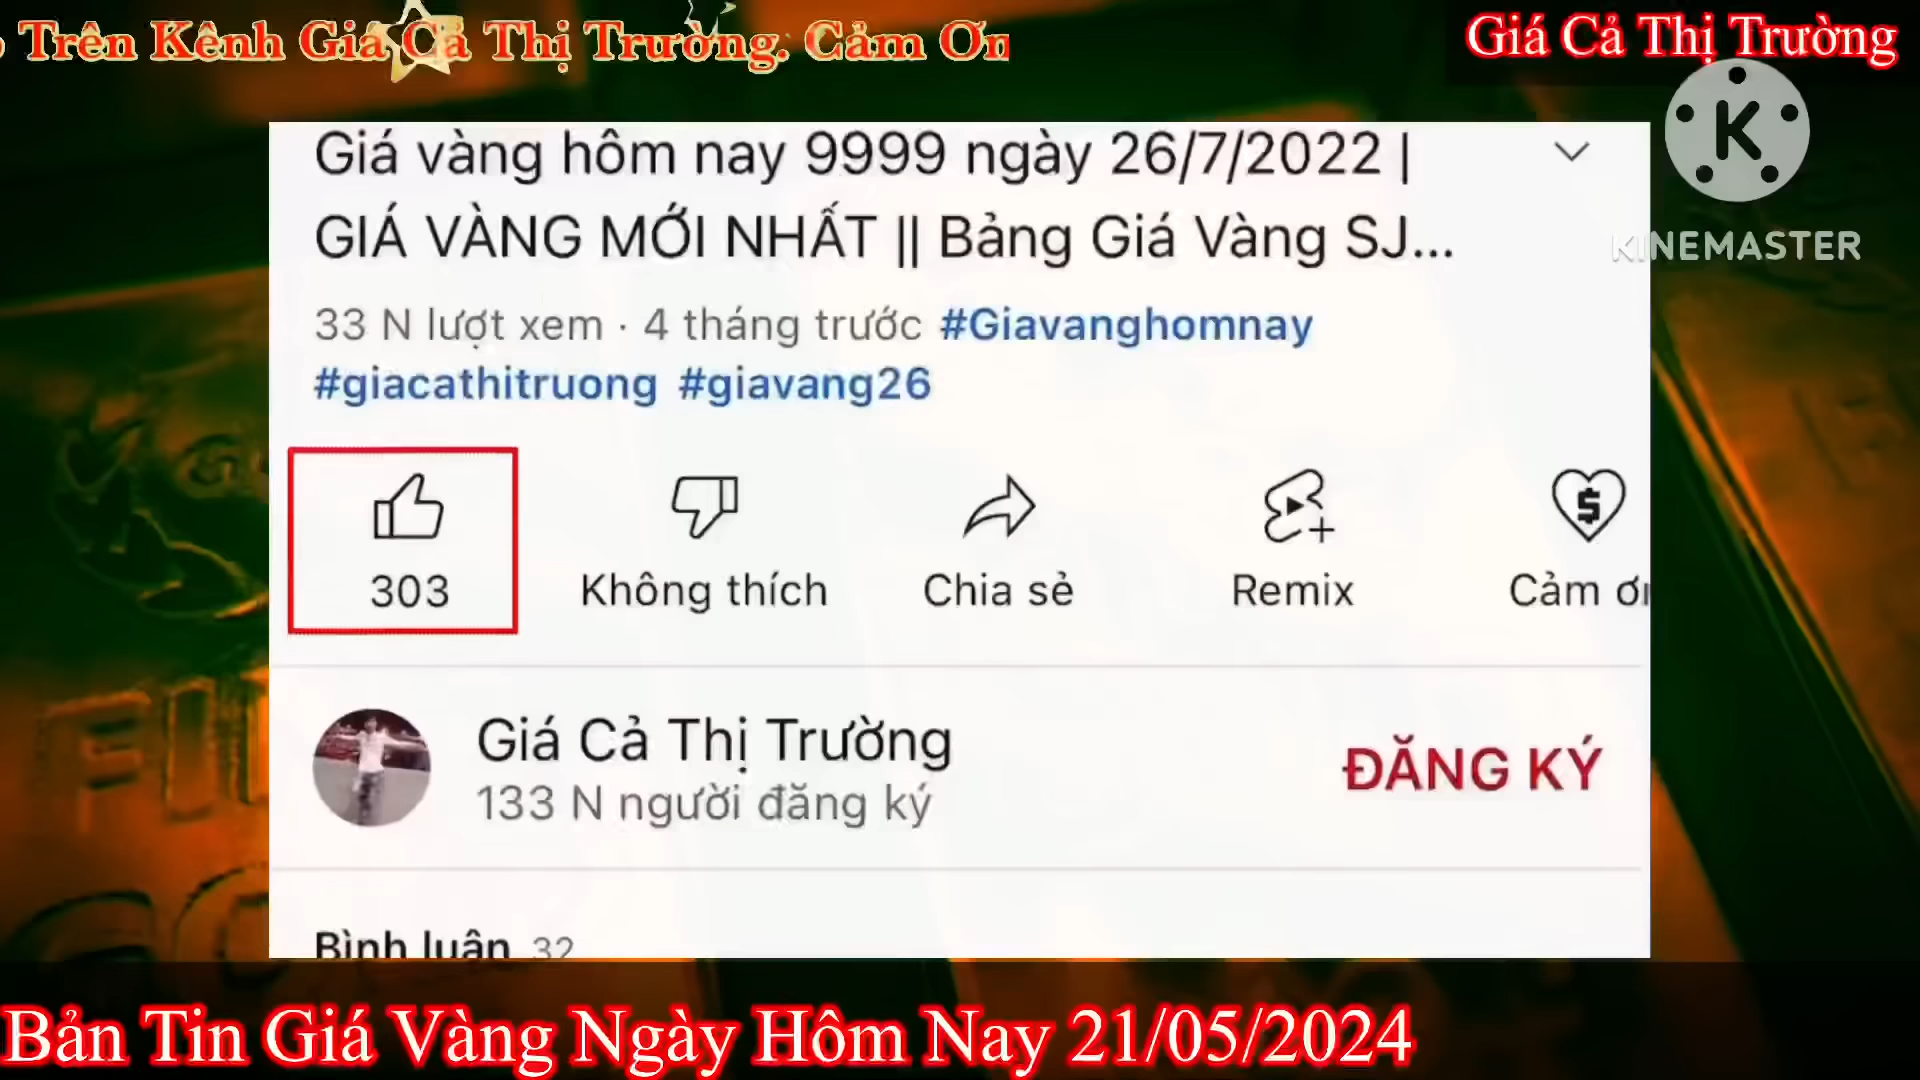 Trên Kênh Giá Cả Thị Trường. Cảm Ơn
Giá Cả Thị Trường
KINEMASTER
Giá vàng hôm nay 9999 ngày 26/7/2022 |
GIÁ VÀNG MỚI NHẤT || Bảng Giá Vàng SJ...
33 N lượt xem · 4 tháng trước #Giavanghomnay
#giacathitruong #giavang26
303 Không thích Chia sẻ Remix Cảm ơn
Giá Cả Thị Trường
133 N người đăng ký
ĐĂNG KÝ
Bình luận 32
Bản Tin Giá Vàng Ngày Hôm Nay 21/05/2024